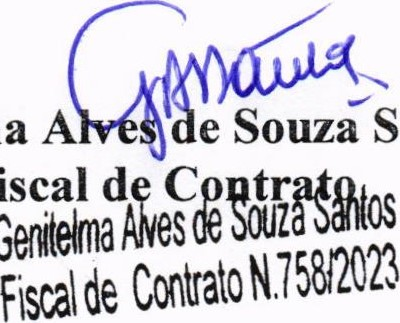 a Alves de Souza S
iscal de Contrato
Genitelma Alves de Souza Santos
Fiscal de Contrato N.758/2023